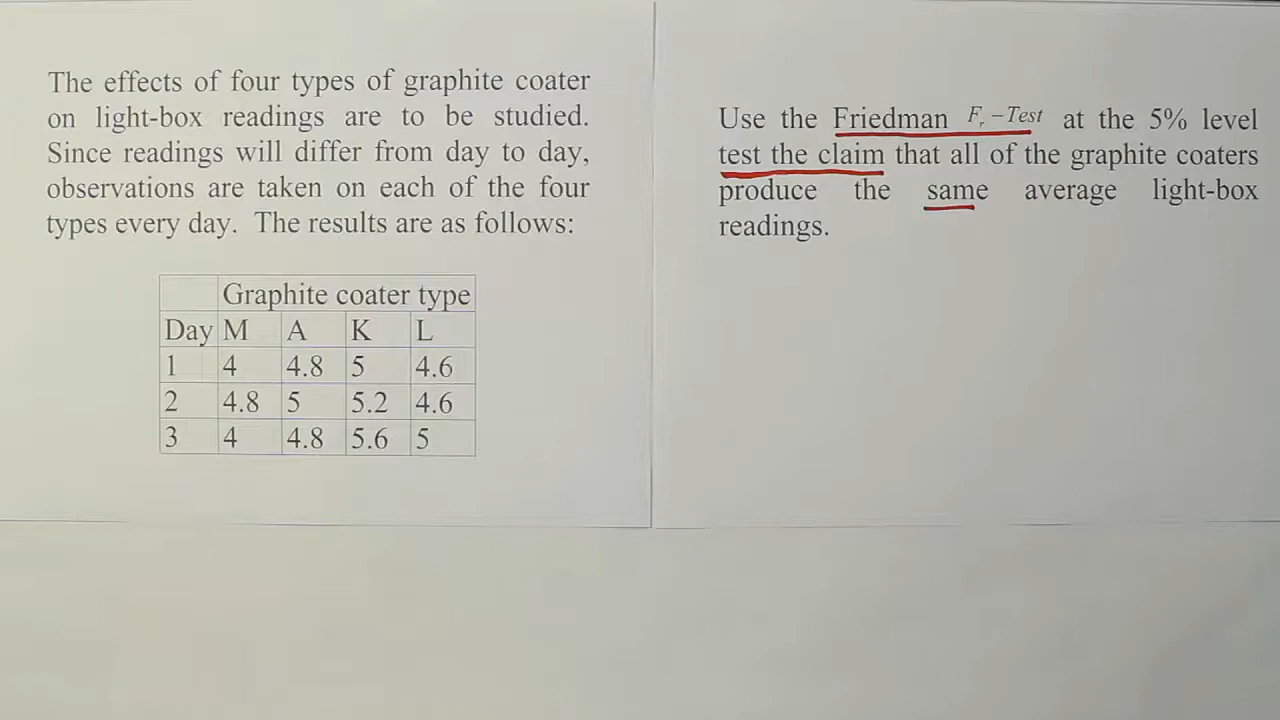 The effects of four types of graphite coater
on light-box readings are to be studied.
Since readings will differ from day to day,
observations are taken on each of the four
types every day. The results are as follows:
Graphite coater type
Day M A K L
1 4 4.8 5 4.6
2 4.8 5 5.2 4.6
3 4 4.8 5.6 5
Use the Friedman Fr -Test at the 5% level
test the claim that all of the graphite coaters
produce the same average light-box
readings.